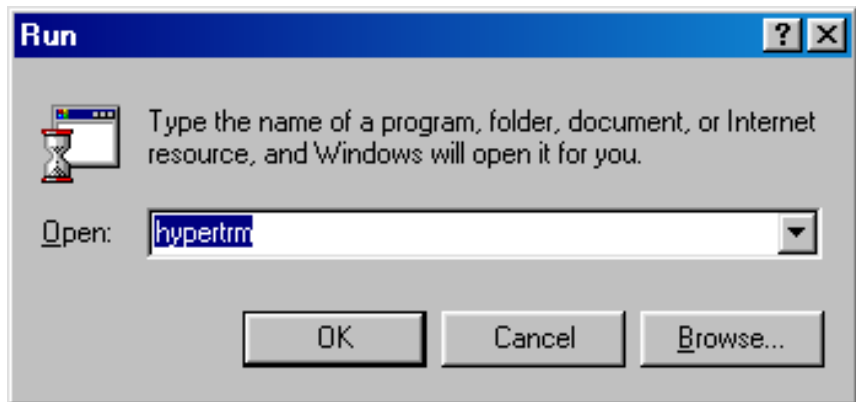 Run
Type the name of a program, folder, document, or Internet
resource, and Windows will open it for you.
Open: hypertrm
OK Cancel Browse...